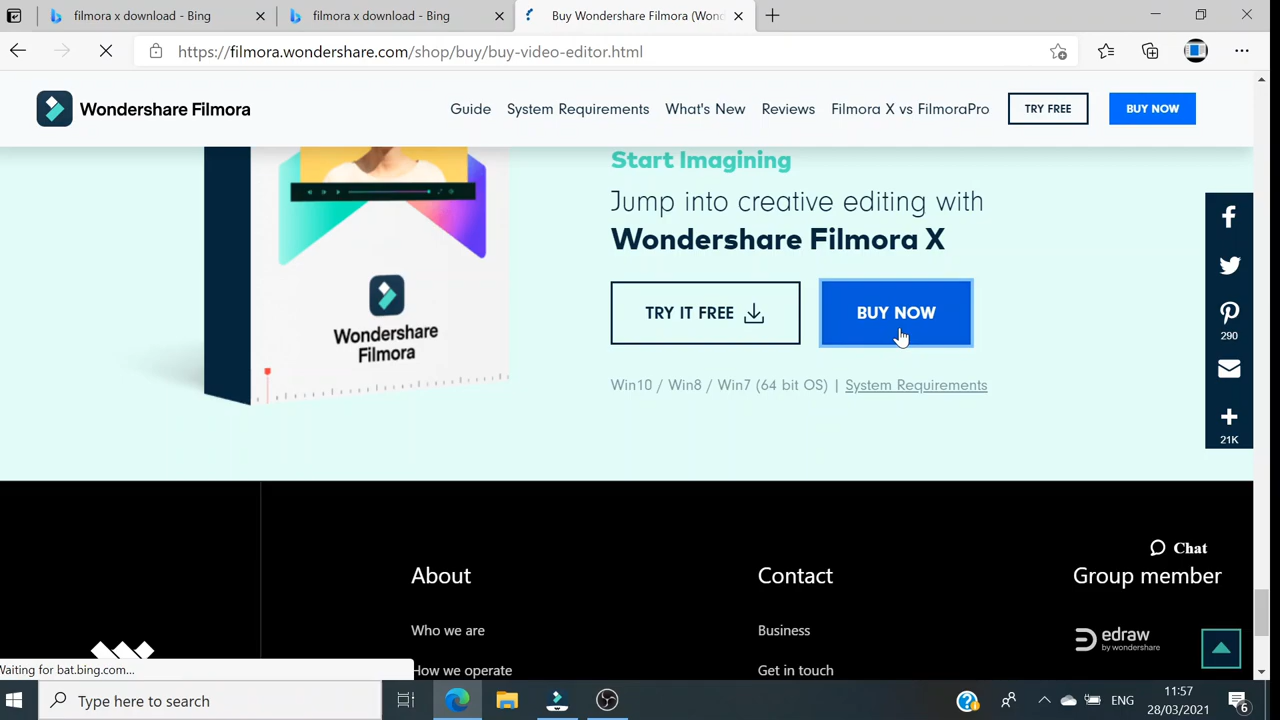 filmora x download - Bing
filmora x download - Bing
Buy Wondershare Filmora (Won
https://filmora.wondershare.com/shop/buy/buy-video-editor.html
Wondershare Filmora
Guide
System Requirements
What's New
Reviews
Filmora X vs FilmoraPro
TRY FREE
BUY NOW
Start Imagining
Jump into creative editing with
Wondershare Filmora X
TRY IT FREE
BUY NOW
Win10 / Win8 / Win7 (64 bit OS) | System Requirements
Wondershare
Filmora
290
21K
Chat
About
Contact
Group member
Who we are
Business
edraw
by wondershare
How we operate
Get in touch
Waiting for bat.bing.com...
Type here to search
ENG
11:57
28/03/2021
6